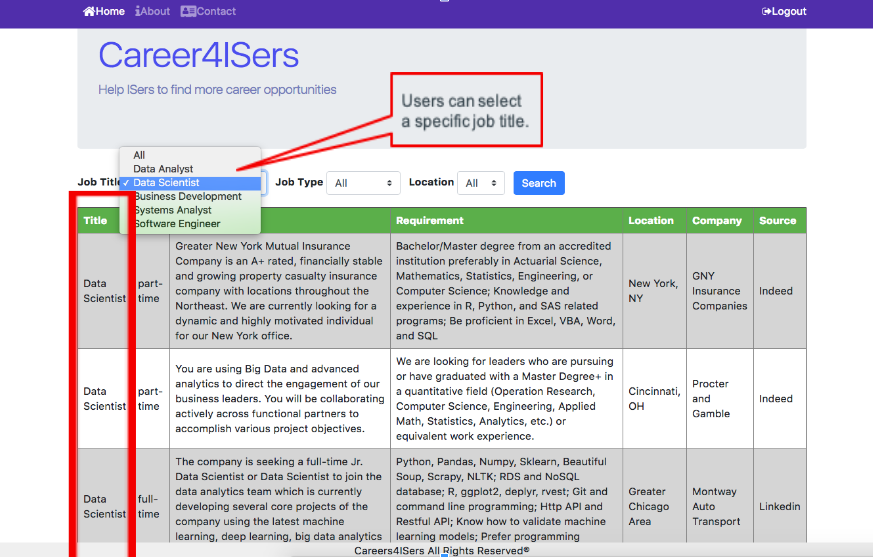 Home About Contact Logout
Career4ISers
Help ISers to find more career opportunities
Users can select
a specific job title.
All
Data Analyst
Job Title ✓ Data Scientist Job Type All Location All Search
Business Development
Systems Analyst
Software Engineer
Title Requirement Location Company Source
Data
Scientist
part-
time
Greater New York Mutual Insurance
Company is an A+ rated, financially stable
and growing property casualty insurance
company with locations throughout the
Northeast. We are currently looking for a
dynamic and highly motivated individual
for our New York office.
Bachelor/Master degree from an accredited
institution preferably in Actuarial Science,
Mathematics, Statistics, Engineering, or
Computer Science; Knowledge and
experience in R, Python, and SAS related
programs; Be proficient in Excel, VBA, Word,
and SQL
New York,
NY
GNY
Insurance
Companies
Indeed
Data
Scientist
part-
time
You are using Big Data and advanced
analytics to direct the engagement of our
business leaders. You will be collaborating
actively across functional partners to
accomplish various project objectives.
We are looking for leaders who are pursuing
or have graduated with a Master Degree+ in
a quantitative field (Operation Research,
Computer Science, Engineering, Applied
Math, Statistics, Analytics, etc.) or
equivalent work experience.
Cincinnati,
OH
Procter
and
Gamble
Indeed
Data
Scientist
full-
time
The company is seeking a full-time Jr.
Data Scientist or Data Scientist to join the
data analytics team which is currently
developing several core projects of the
company using the latest machine
learning, deep learning, big data analytics
Python, Pandas, Numpy, Sklearn, Beautiful
Soup, Scrapy, NLTK; RDS and NoSQL
database; R, ggplot2, deplyr, rvest; Git and
command line programming; Http API and
Restful API; Know how to validate machine
learning models; Prefer programming
Greater
Chicago
Area
Montway
Auto
Transport
Linkedin
Careers4ISers All Rights Reserved®